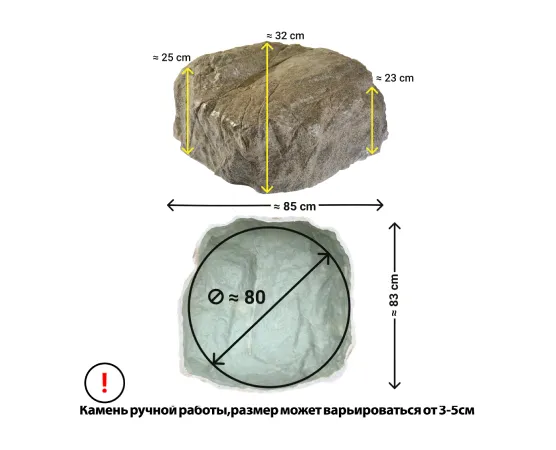 ≈ 32 cm
≈ 25 cm
≈ 23 cm
≈ 85 cm
∅ ≈ 80
≈ 83 cm
!
Камень ручной работы,размер может варьироваться от 3-5см